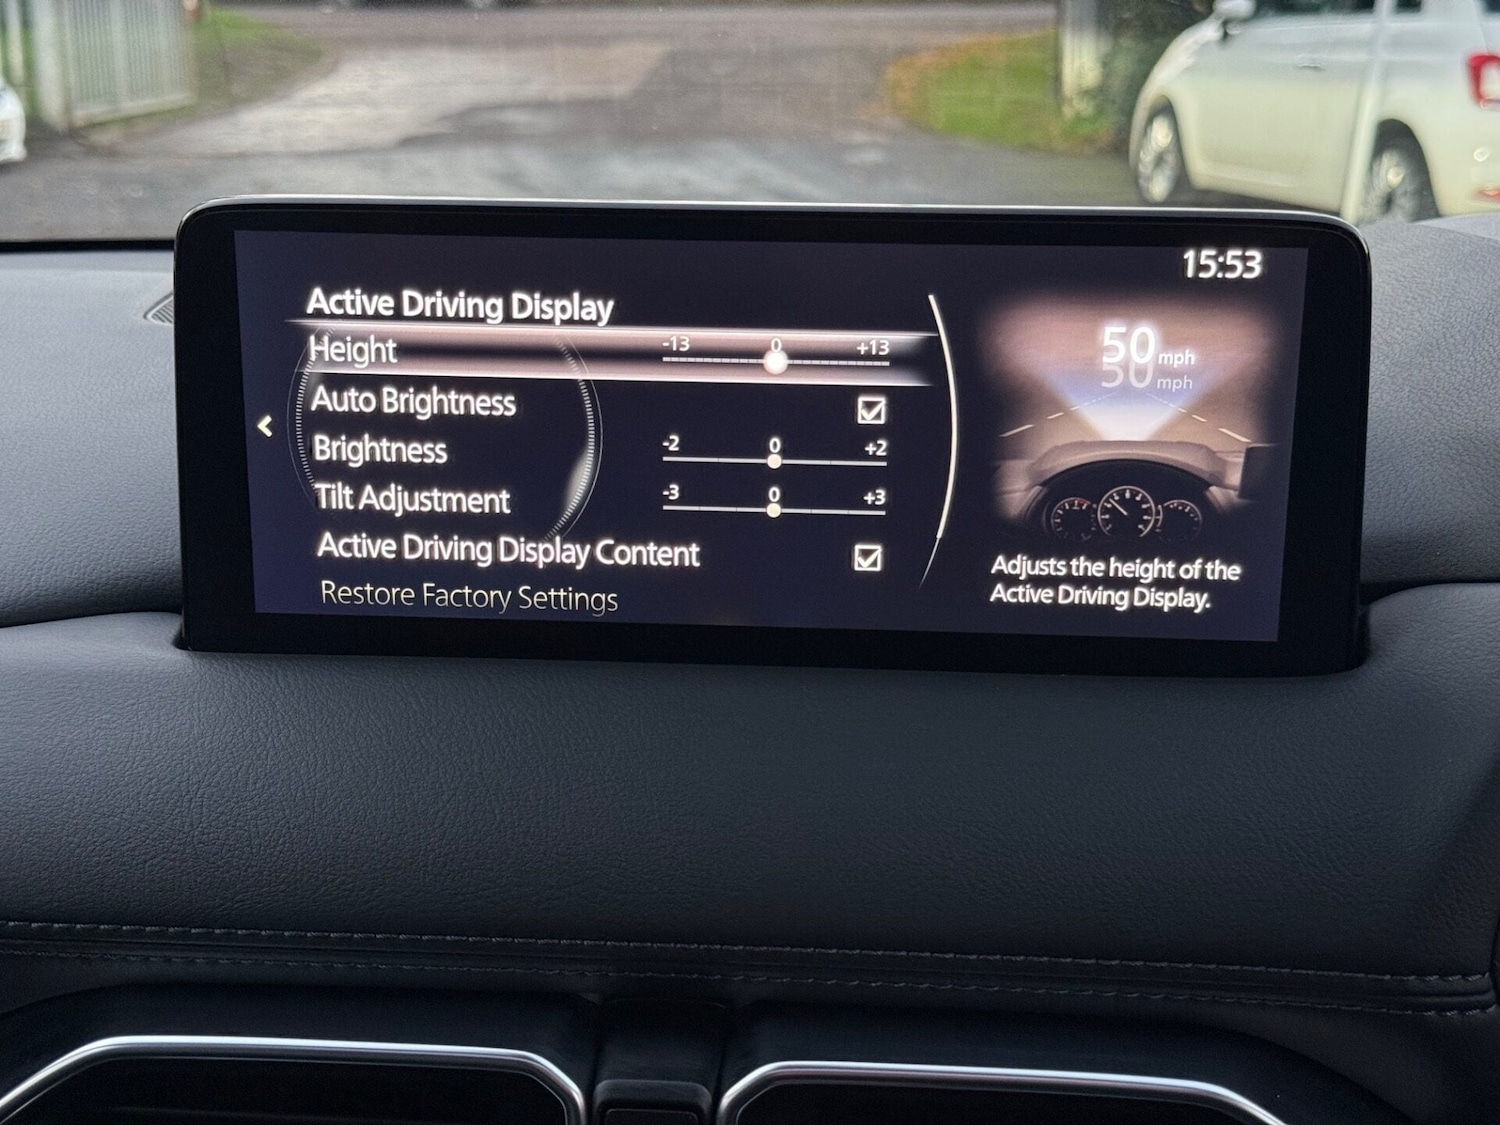 15:53
Active Driving Display
Height -13 0 +13
Auto Brightness
Brightness -2 0 +2
Tilt Adjustment -3 0 +3
Active Driving Display Content
Restore Factory Settings
50 mph
50 mph
Adjusts the height of the
Active Driving Display.